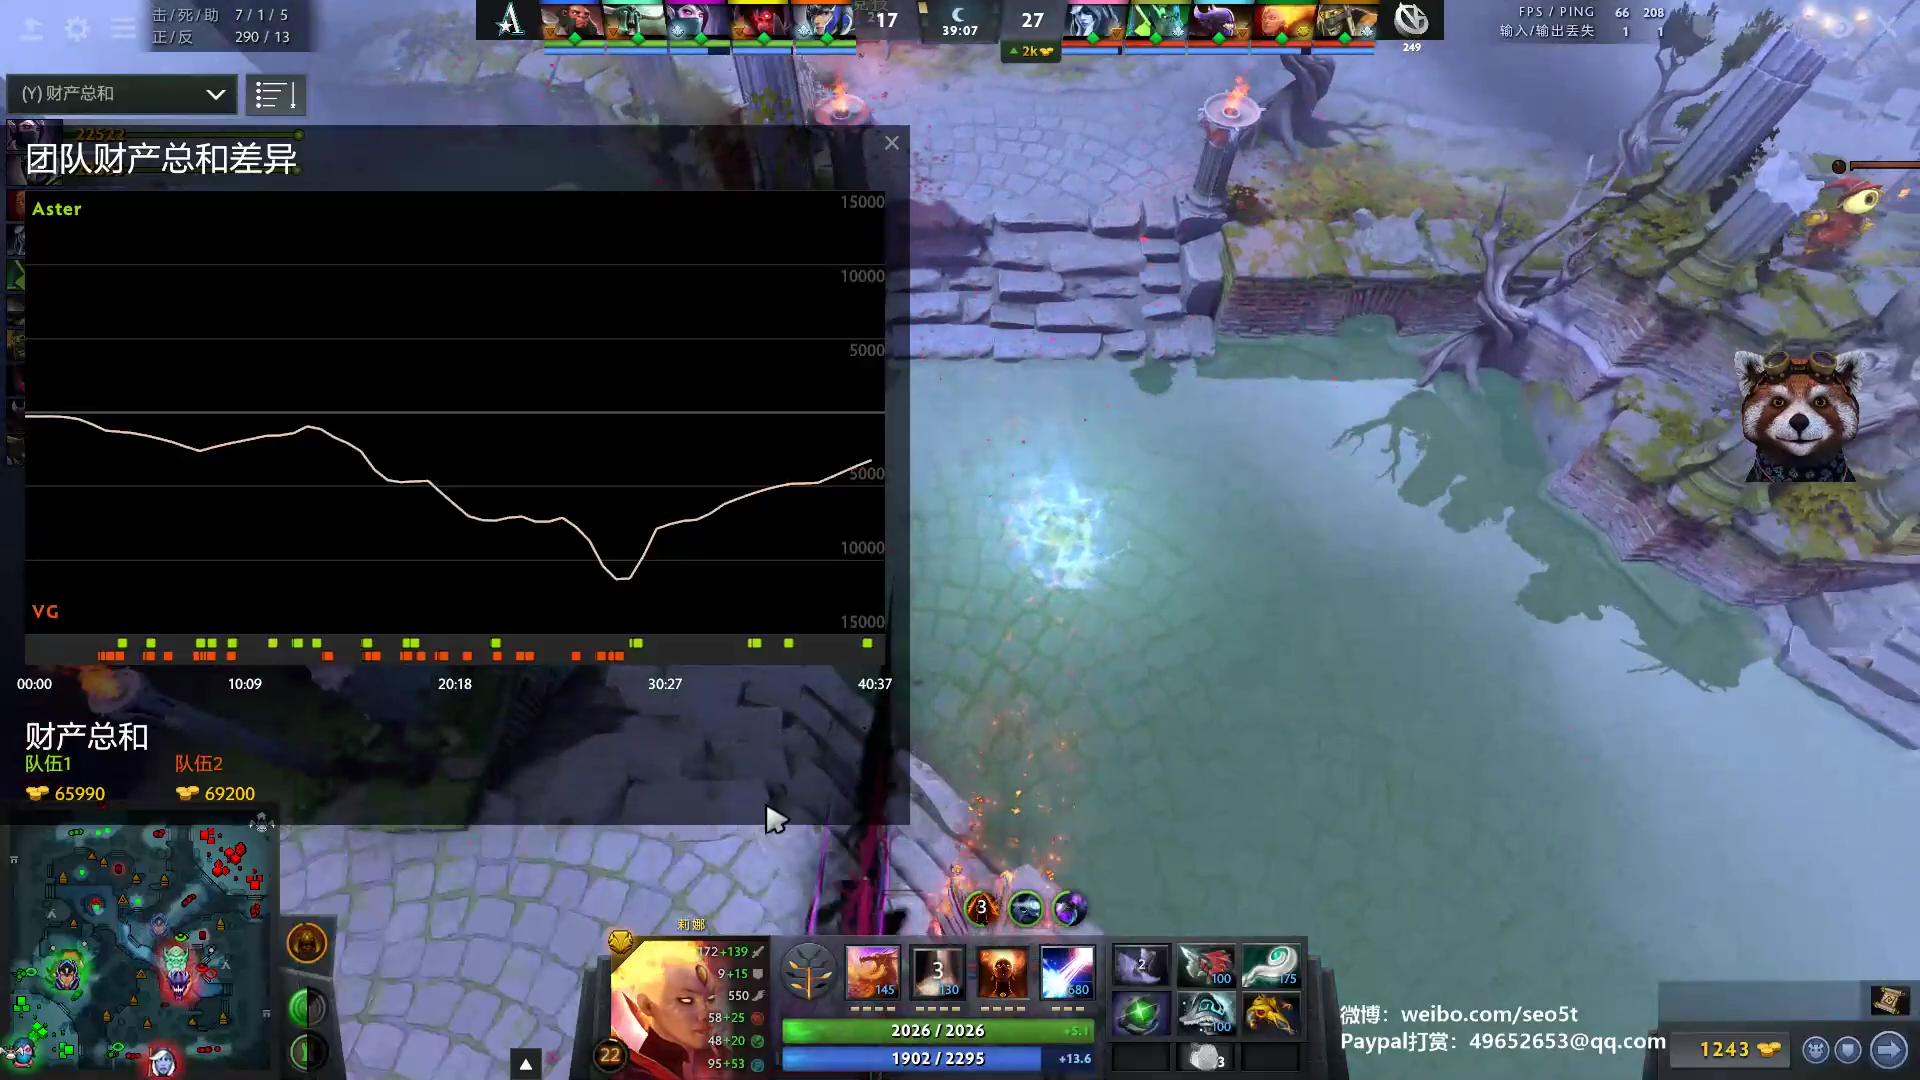 击/死/助 7/1/5
正/反 290/13
17
39:07
27
2k
249
FPS / PING 66 208
输入/输出丢失 1 1
(Y) 财产总和
22522
团队财产总和差异
Aster
15000
10000
5000
5000
10000
15000
VG
00:00 10:09 20:18 30:27 40:37
财产总和
队伍1 队伍2
65990 69200
莉娜
172+139
9+15
550
58+25
48+20
95+53
22
3
145
3
130
680
2
100
175
100
3
2026 / 2026 +5.1
1902 / 2295 +13.6
微博：weibo.com/seo5t
Paypal打赏：49652653@qq.com
1243